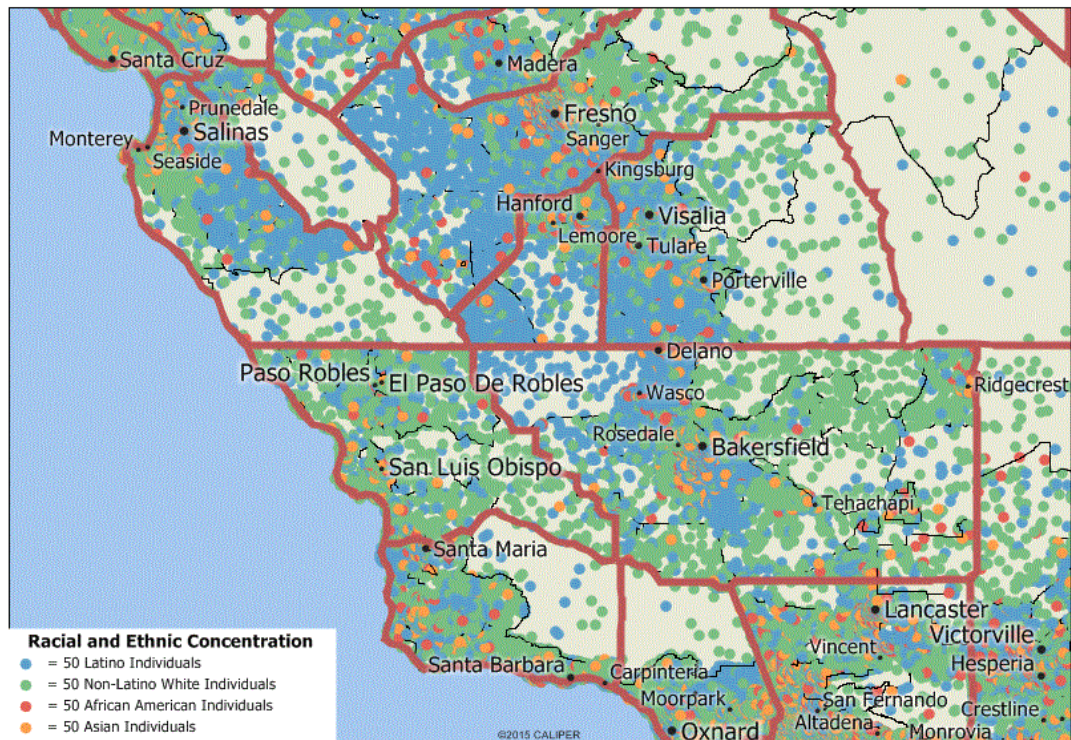 Santa Cruz
Madera
Prunedale
Fresno
Salinas
Sanger
Monterey
Seaside
Kingsburg
Hanford
Visalia
Lemoore
Tulare
Porterville
Delano
Paso Robles
El Paso De Robles
Ridgecrest
Wasco
Rosedale
Bakersfield
San Luis Obispo
Tehachapi
Santa Maria
Lancaster
Victorville
Vincent
Hesperia
Santa Barbara
Carpinteria
Moorpark
San Fernando
Crestline
Altadena
Oxnard
Monrovia
Racial and Ethnic Concentration
= 50 Latino Individuals
= 50 Non-Latino White Individuals
= 50 African American Individuals
= 50 Asian Individuals
©2015 CALIPER